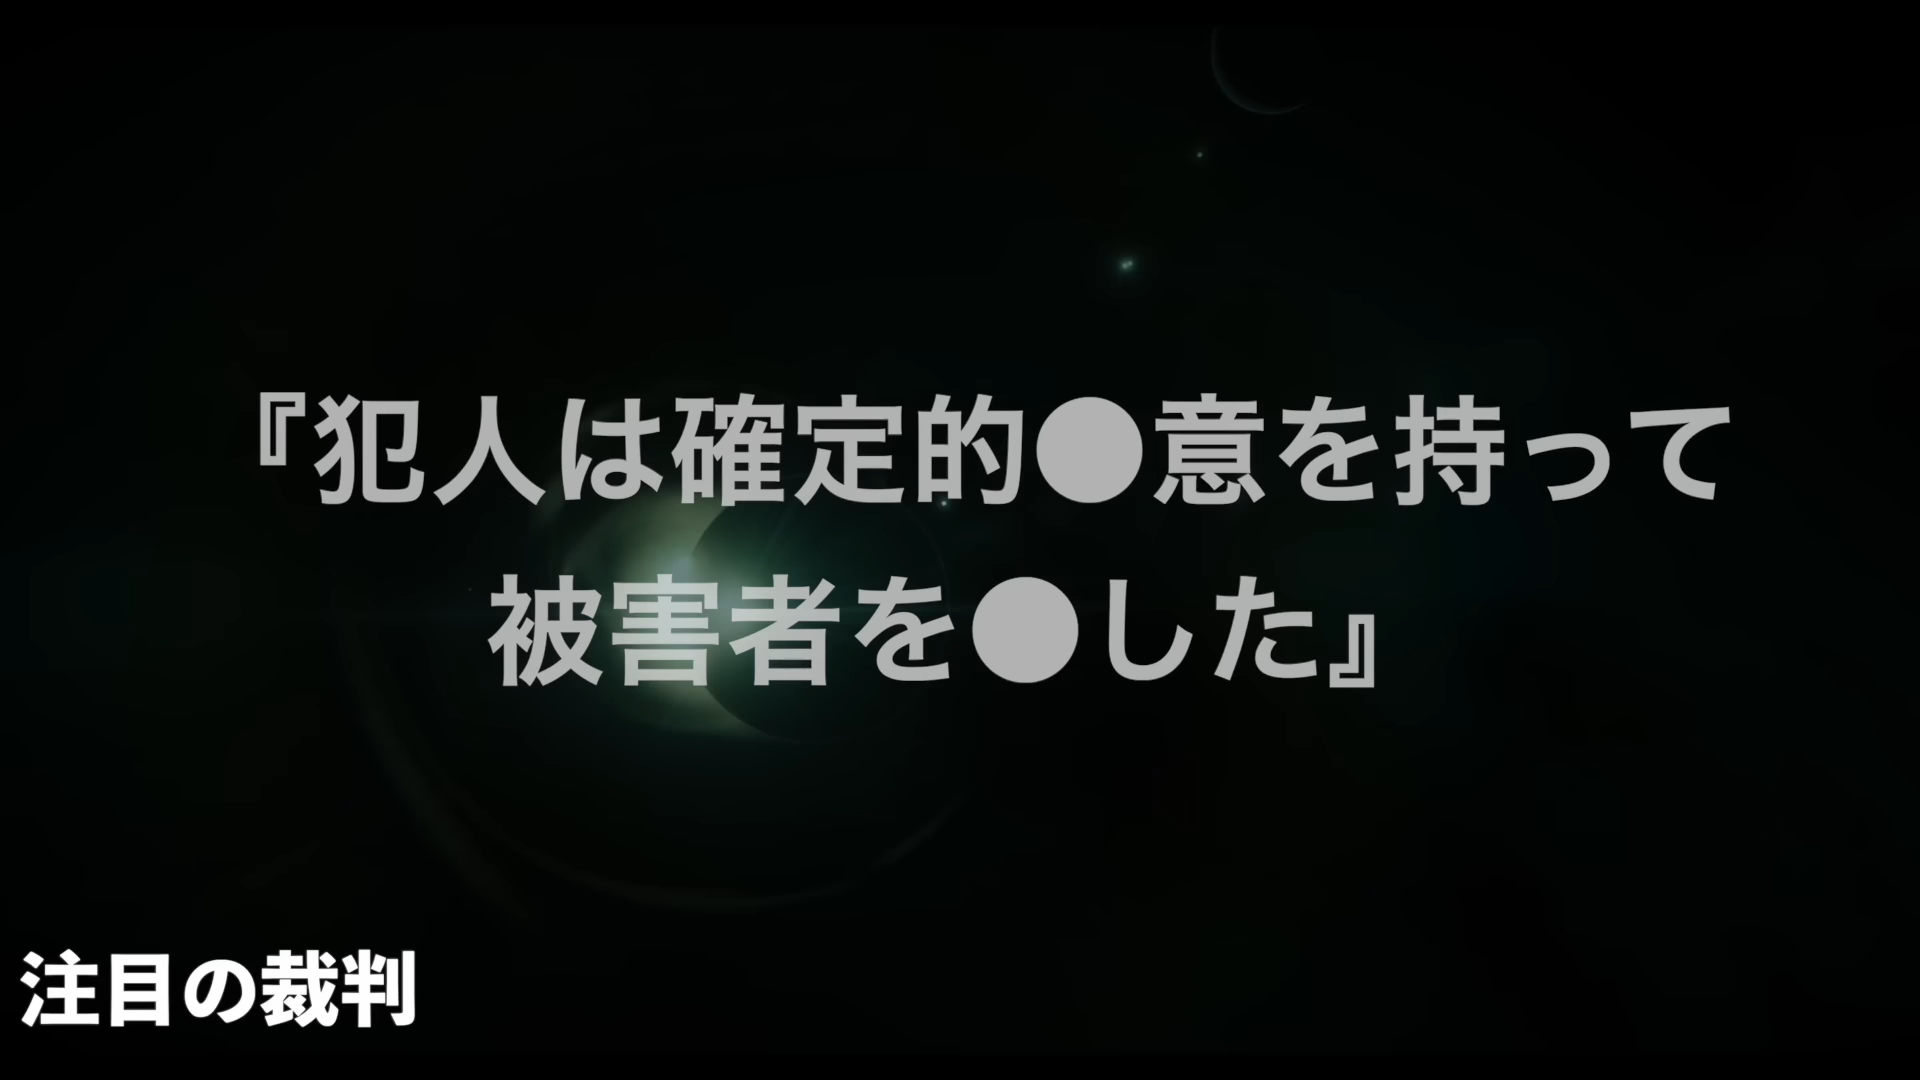 『犯人は確定的●意を持って
被害者を●した』
注目の裁判